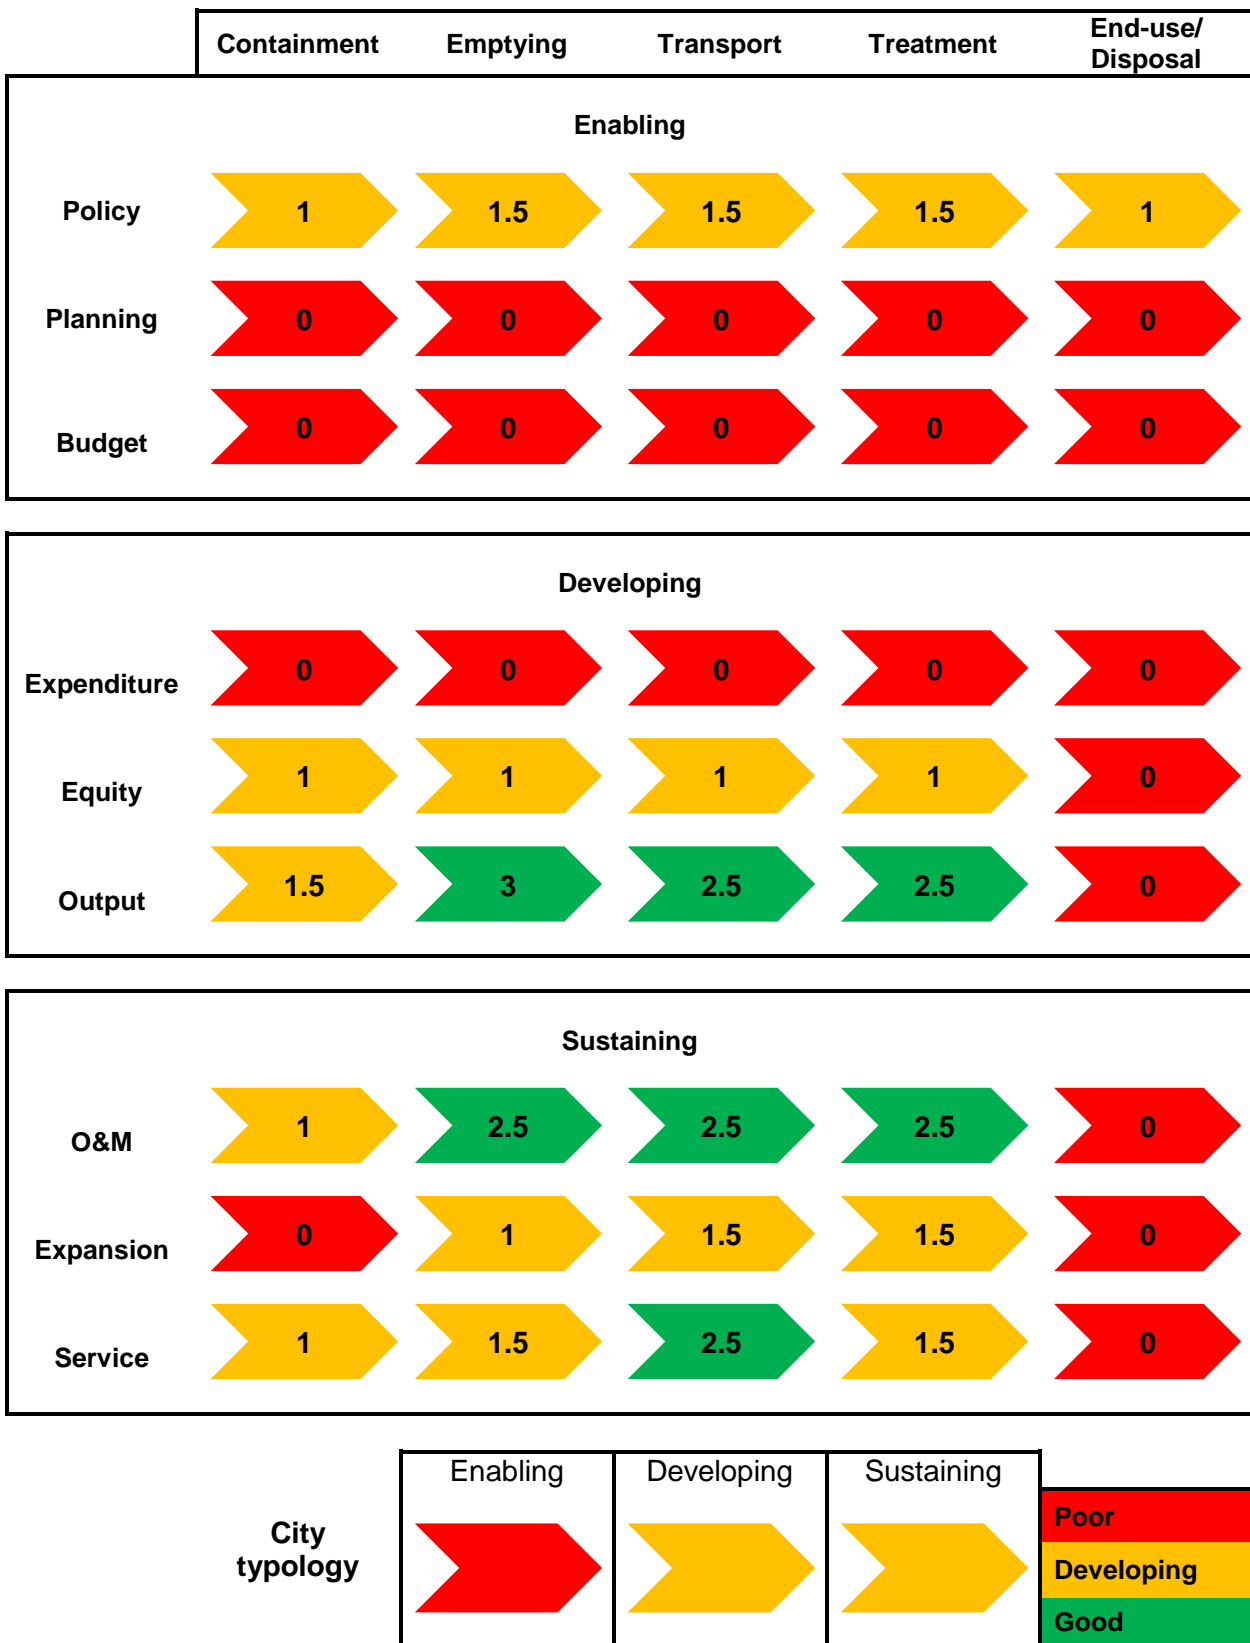 Containment Emptying Transport Treatment End-use/
Disposal
Enabling
Policy 1 1.5 1.5 1.5 1
Planning 0 0 0 0 0
Budget 0 0 0 0 0
Developing
Expenditure 0 0 0 0 0
Equity 1 1 1 1 0
Output 1.5 3 2.5 2.5 0
Sustaining
O&M 1 2.5 2.5 2.5 0
Expansion 0 1 1.5 1.5 0
Service 1 1.5 2.5 1.5 0
Enabling Developing Sustaining
City
typology
Poor
Developing
Good